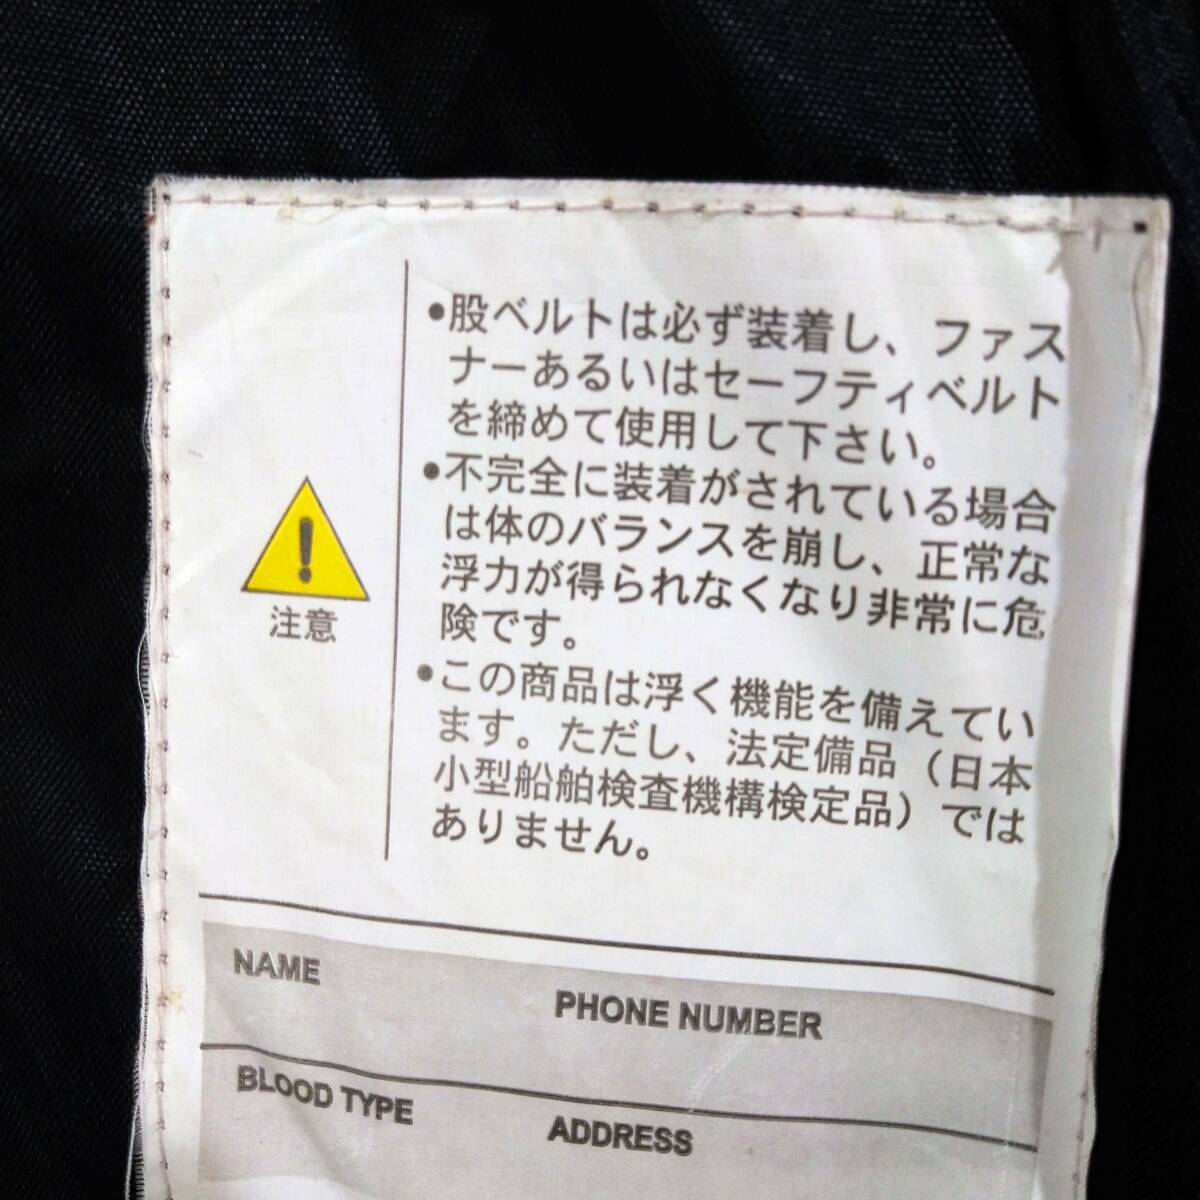 注意
•股ベルトは必ず装着し、ファス
ナーあるいはセーフティベルト
を締めて使用して下さい。
•不完全に装着がされている場合
は体のバランスを崩し、正常な
浮力が得られなくなり非常に危
険です。
•この商品は浮く機能を備えてい
ます。ただし、法定備品（日本
小型船舶検査機構検定品）では
ありません。
NAME
PHONE NUMBER
BLOOD TYPE
ADDRESS